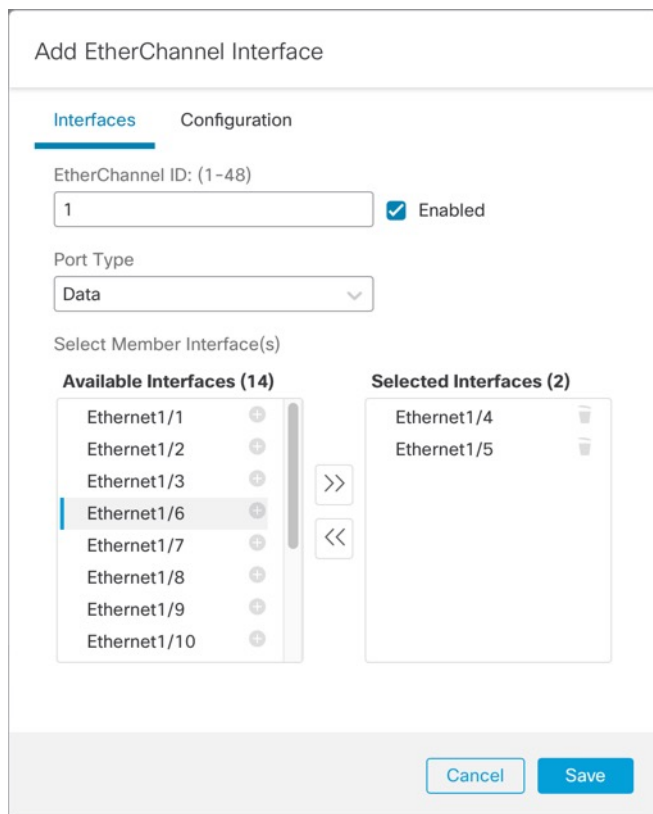 Add EtherChannel Interface
Interfaces Configuration
EtherChannel ID: (1-48)
1 Enabled
Port Type
Data
Select Member Interface(s)
Available Interfaces (14) Selected Interfaces (2)
Ethernet1/1 Ethernet1/4
Ethernet1/2 Ethernet1/5
Ethernet1/3
Ethernet1/6
Ethernet1/7
Ethernet1/8
Ethernet1/9
Ethernet1/10
>>
<<
Cancel Save